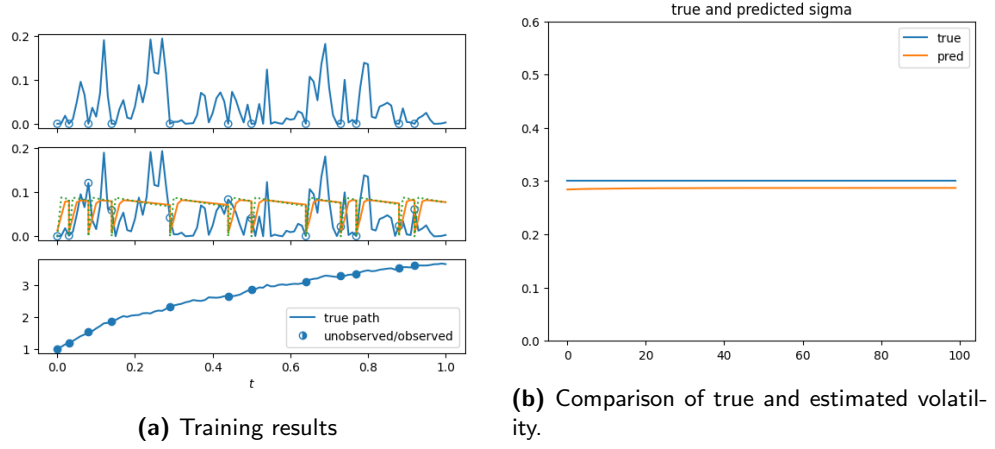 0.2
0.1
0.0
0.2
0.1
0.0
3
2
1
true path
unobserved/observed
0.0 0.2 0.4 0.6 0.8 1.0
t
(a) Training results
true and predicted sigma
0.6
0.5
0.4
0.3
0.2
0.1
0.0
true
pred
0 20 40 60 80 100
(b) Comparison of true and estimated volatil-
ity.